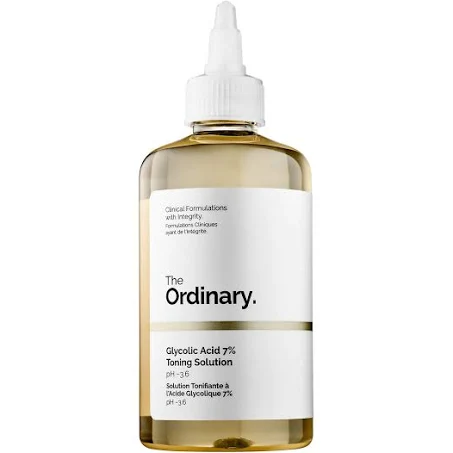 Clinical Formulations
with Integrity.
Formulations Cliniques
ayant de l'Intégrité.
The
Ordinary.
Glycolic Acid 7%
Toning Solution
pH ~3.6
Solution Tonifiante à
l'Acide Glycolique 7%
pH ~3.6